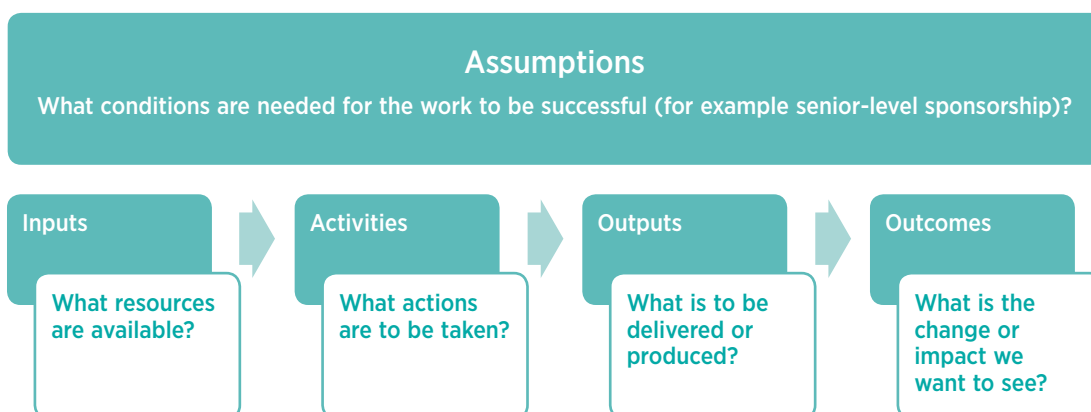 Assumptions
What conditions are needed for the work to be successful (for example senior-level sponsorship)?
Inputs
What resources
are available?
Activities
What actions
are to be taken?
Outputs
What is to be
delivered or
produced?
Outcomes
What is the
change or
impact we
want to see?